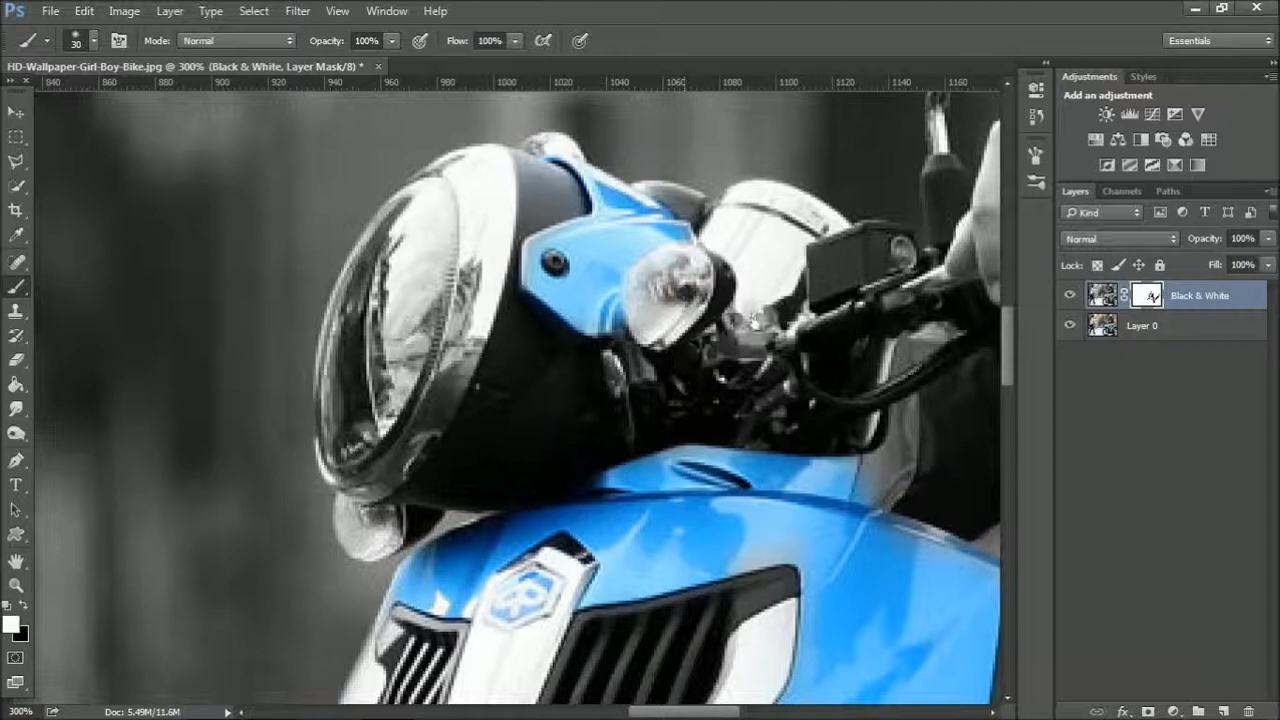 Ps File Edit Image Layer Type Select Filter View Window Help
30 Mode: Normal Opacity: 100% Flow: 100% Essentials
HD-Wallpaper-Girl-Boy-Bike.jpg @ 300% (Black & White, Layer Mask/8) * ×
840 900 920 940 960 980 1000 1020 1040 1060 1080 1100 1120 1140 1160
Adjustments Styles
Add an adjustment
Layers Channels Paths
Kind
Normal Opacity: 100%
Lock: Fill: 100%
Black & White
Layer 0
300% Doc: 5.49M/11.6M